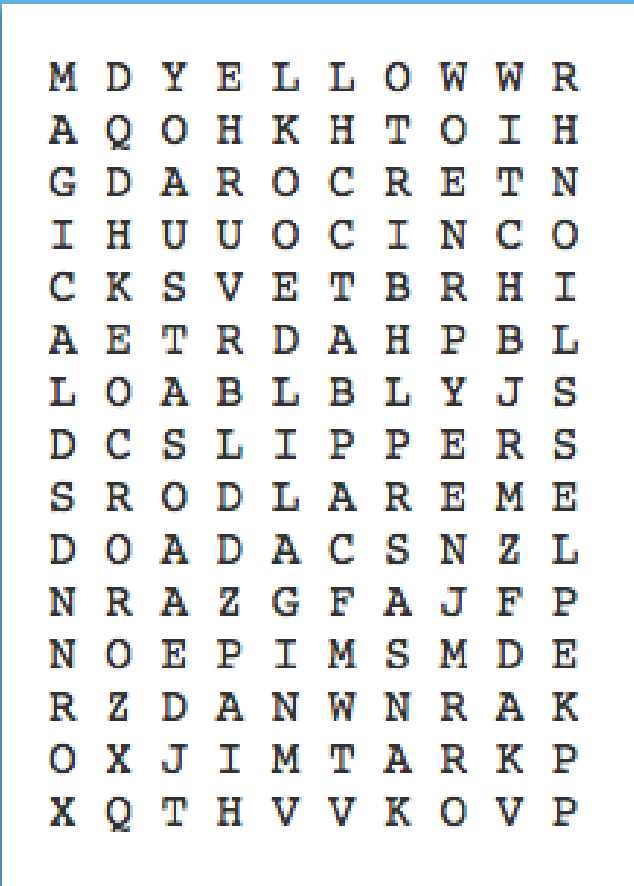 M D Y E L L O W W R
A Q O H K H T O I H
G D A R O C R E T N
I H U U O C I N C O
C K S V E T B R H I
A E T R D A H P B L
L O A B L B L Y J S
D C S L I P P E R S
S R O D L A R E M E
D O A D A C S N Z L
N R A Z G F A J F P
N O E P I M S M D E
R Z D A N W N R A K
O X J I M T A R K P
X Q T H V V K O V P